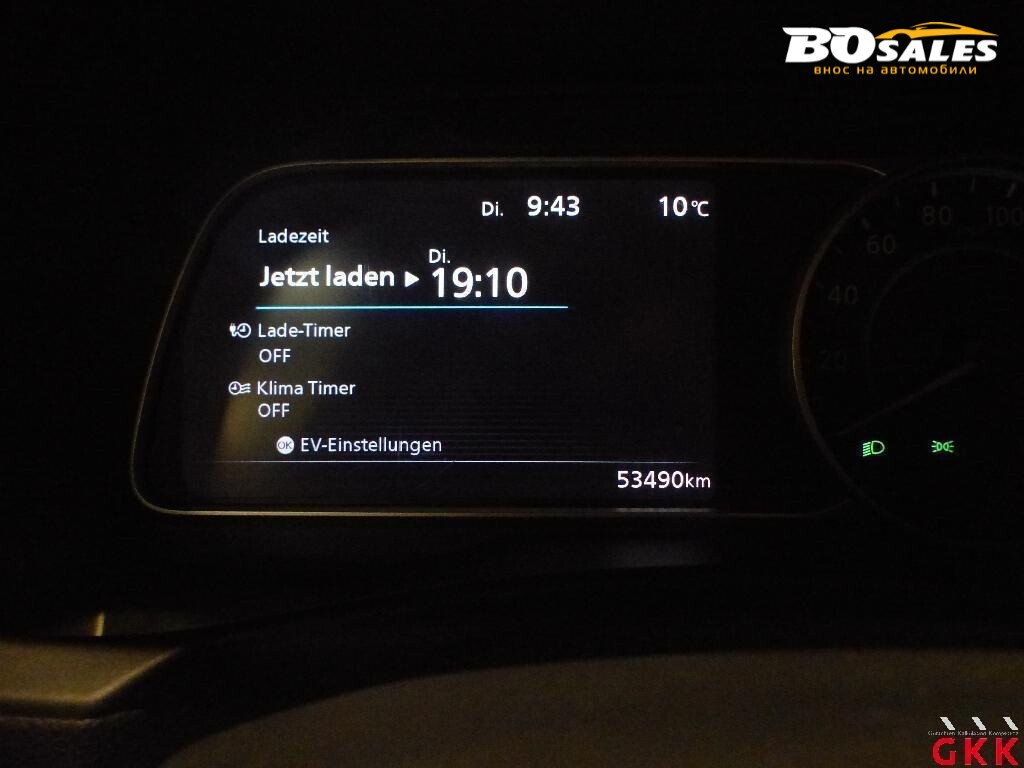 BOSALES
внос на автомобили
Di. 9:43 10°C
Ladezeit
Di.
Jetzt laden ▶ 19:10
Lade-Timer
OFF
Klima Timer
OFF
OK EV-Einstellungen
53490km
20
40
60
80
100
GKK